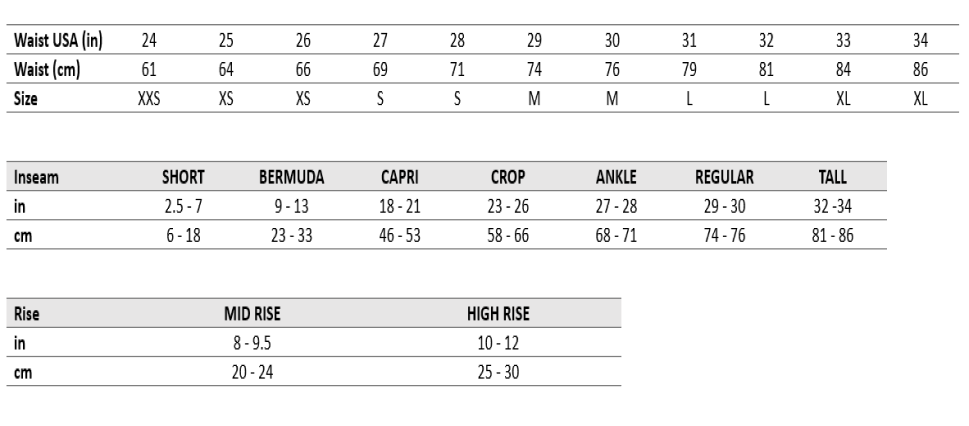 Waist USA (in) 24 25 26 27 28 29 30 31 32 33 34
Waist (cm) 61 64 66 69 71 74 76 79 81 84 86
Size XXS XS XS S S M M L L XL XL
Inseam SHORT BERMUDA CAPRI CROP ANKLE REGULAR TALL
in 2.5 - 7 9 - 13 18 - 21 23 - 26 27 - 28 29 - 30 32 -34
cm 6 - 18 23 - 33 46 - 53 58 - 66 68 - 71 74 - 76 81 - 86
Rise MID RISE HIGH RISE
in 8 - 9.5 10 - 12
cm 20 - 24 25 - 30